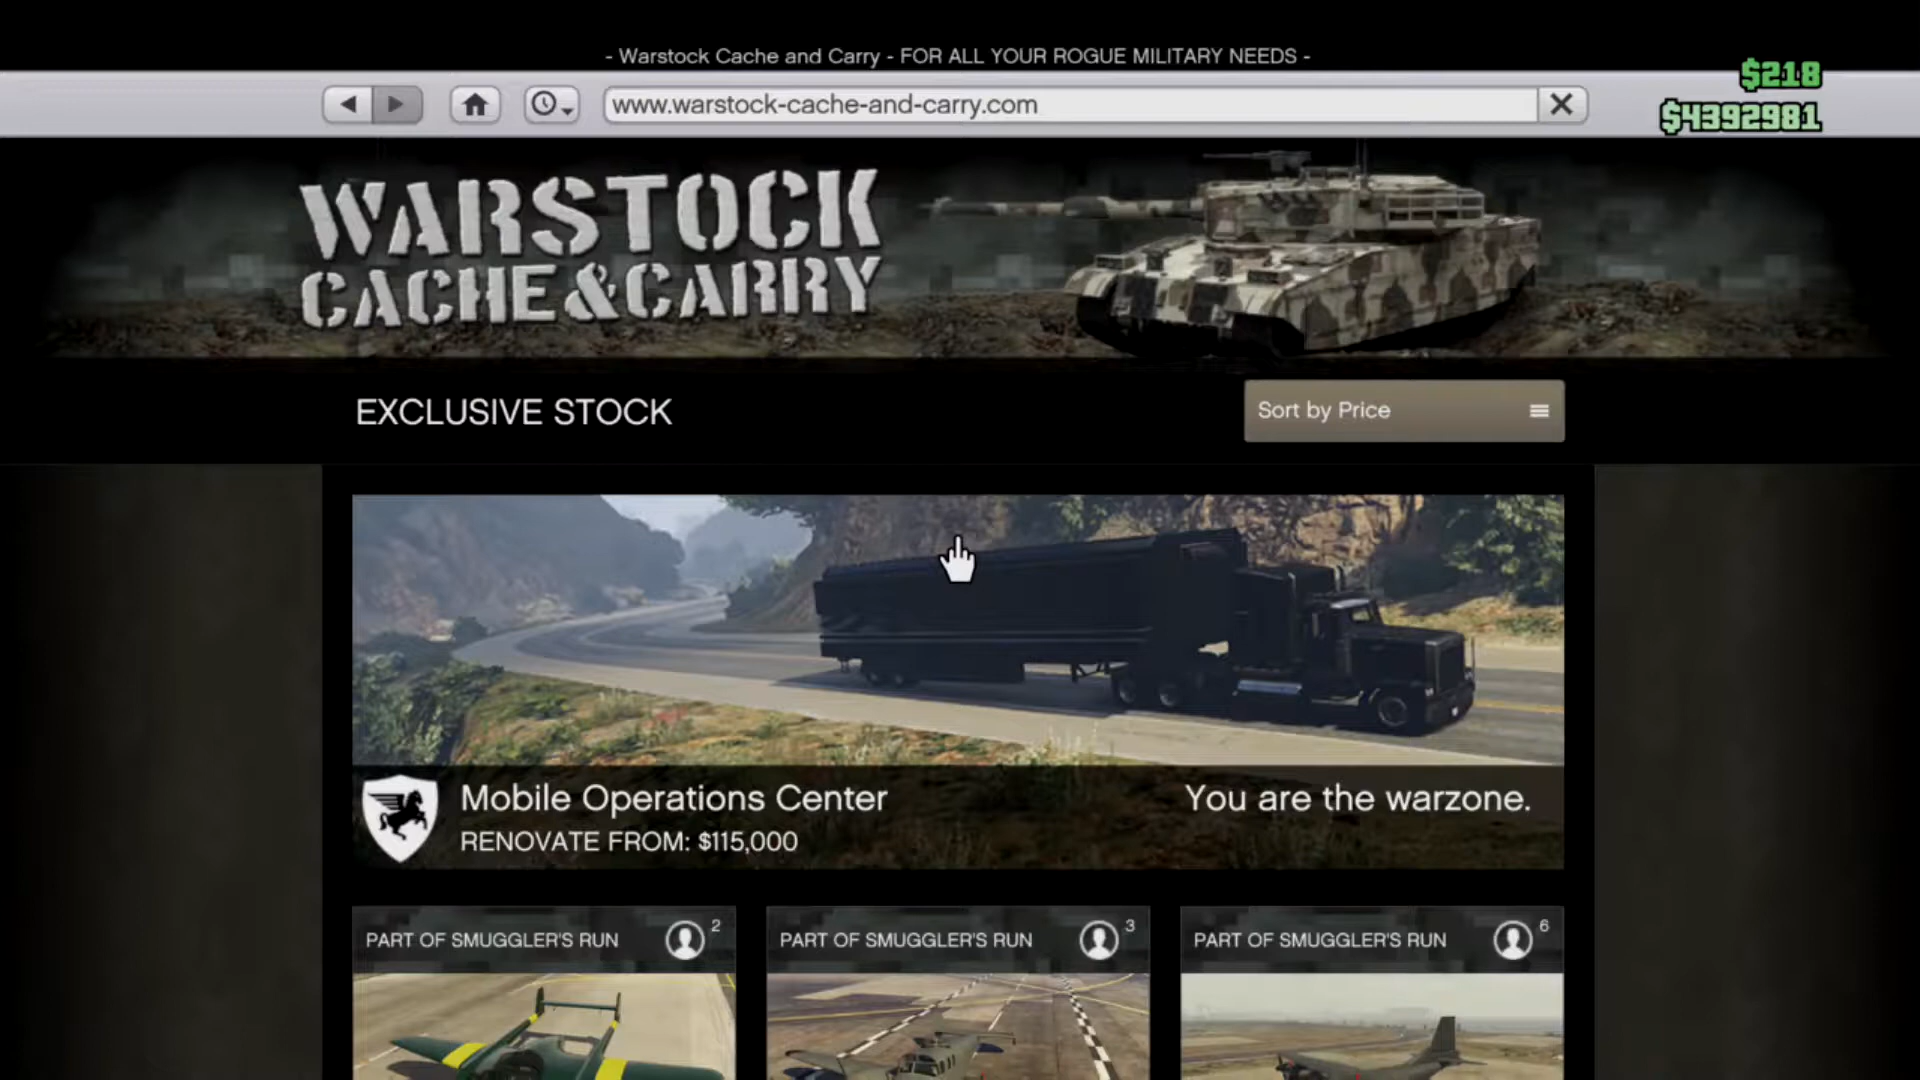 - Warstock Cache and Carry - FOR ALL YOUR ROGUE MILITARY NEEDS -
$218
www.warstock-cache-and-carry.com
$4392981
WARSTOCK
CACHE&CARRY
EXCLUSIVE STOCK
Sort by Price
Mobile Operations Center
You are the warzone.
RENOVATE FROM: $115,000
PART OF SMUGGLER'S RUN 2
PART OF SMUGGLER'S RUN 3
PART OF SMUGGLER'S RUN 6